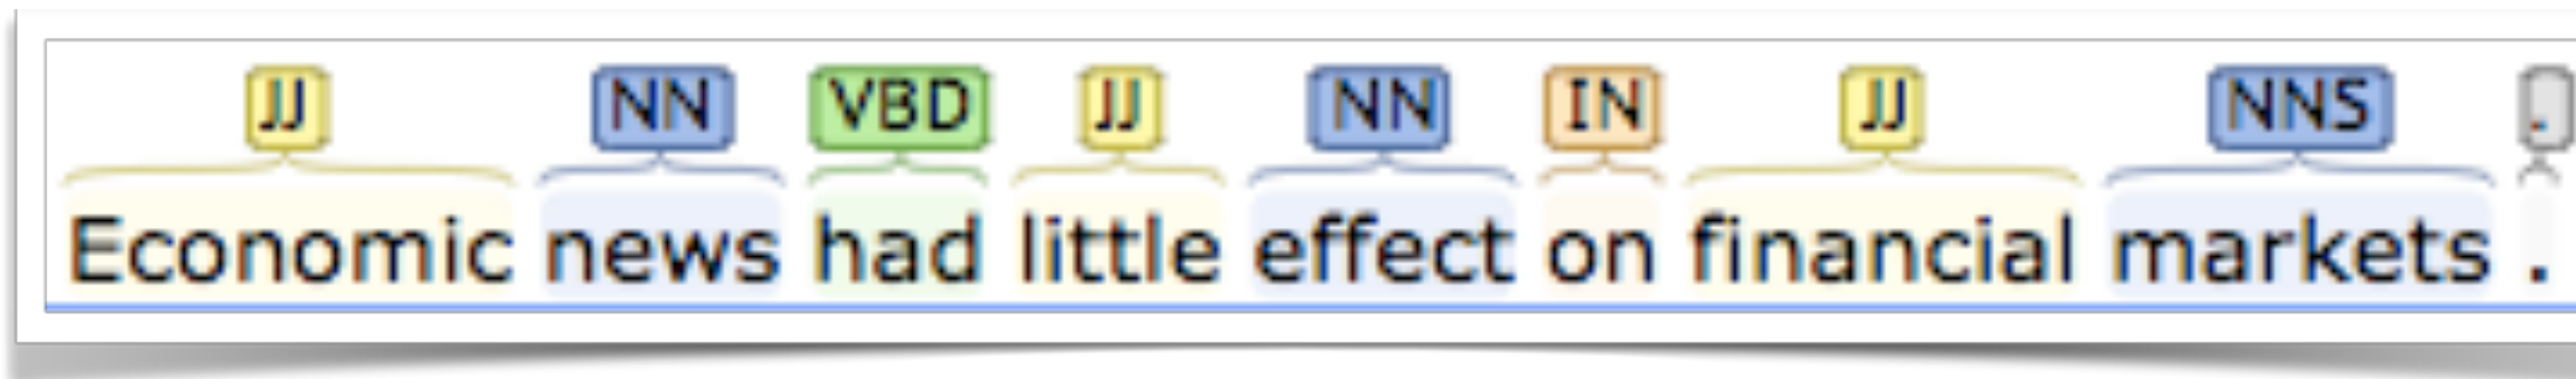 JJ NN VBD JJ NN IN JJ NNS .
Economic news had little effect on financial markets .